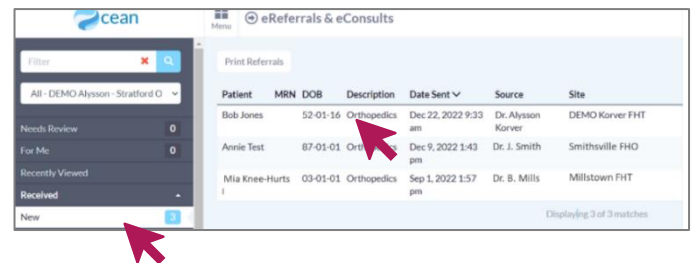 cean
Menu
eReferrals & eConsults
Filter
Print Referrals
All - DEMO Alysson - Stratford O
Patient MRN DOB Description Date Sent Source Site
Bob Jones 52-01-16 Orthopedics Dec 22, 2022 9:33 am Dr. Alysson Korver DEMO Korver FHT
Needs Review 0
For Me 0
Annie Test 87-01-01 Orthopedics Dec 9, 2022 1:43 pm Dr. J. Smith Smithsville FHO
Recently Viewed
Mia Knee-Hurts I 03-01-01 Orthopedics Sep 1, 2022 1:57 pm Dr. B. Mills Millstown FHT
Received
New 3
Displaying 3 of 3 matches